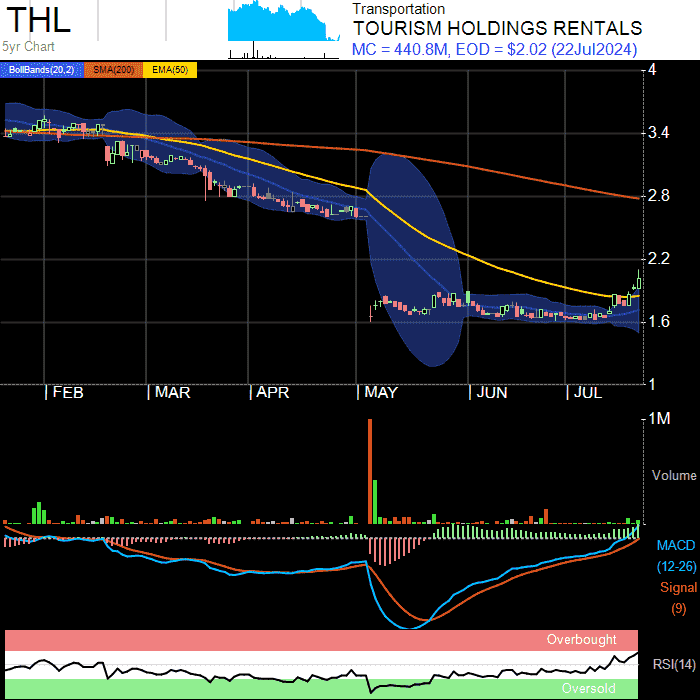 THL
5yr Chart
Transportation
TOURISM HOLDINGS RENTALS
MC = 440.8M, EOD = $2.02 (22Jul2024)
BollBands(20,2) SMA(200) EMA(50)
4
3.4
2.8
2.2
1.6
1
FEB MAR APR MAY JUN JUL
1M
Volume
MACD
(12-26)
Signal
(9)
Overbought
RSI(14)
Oversold